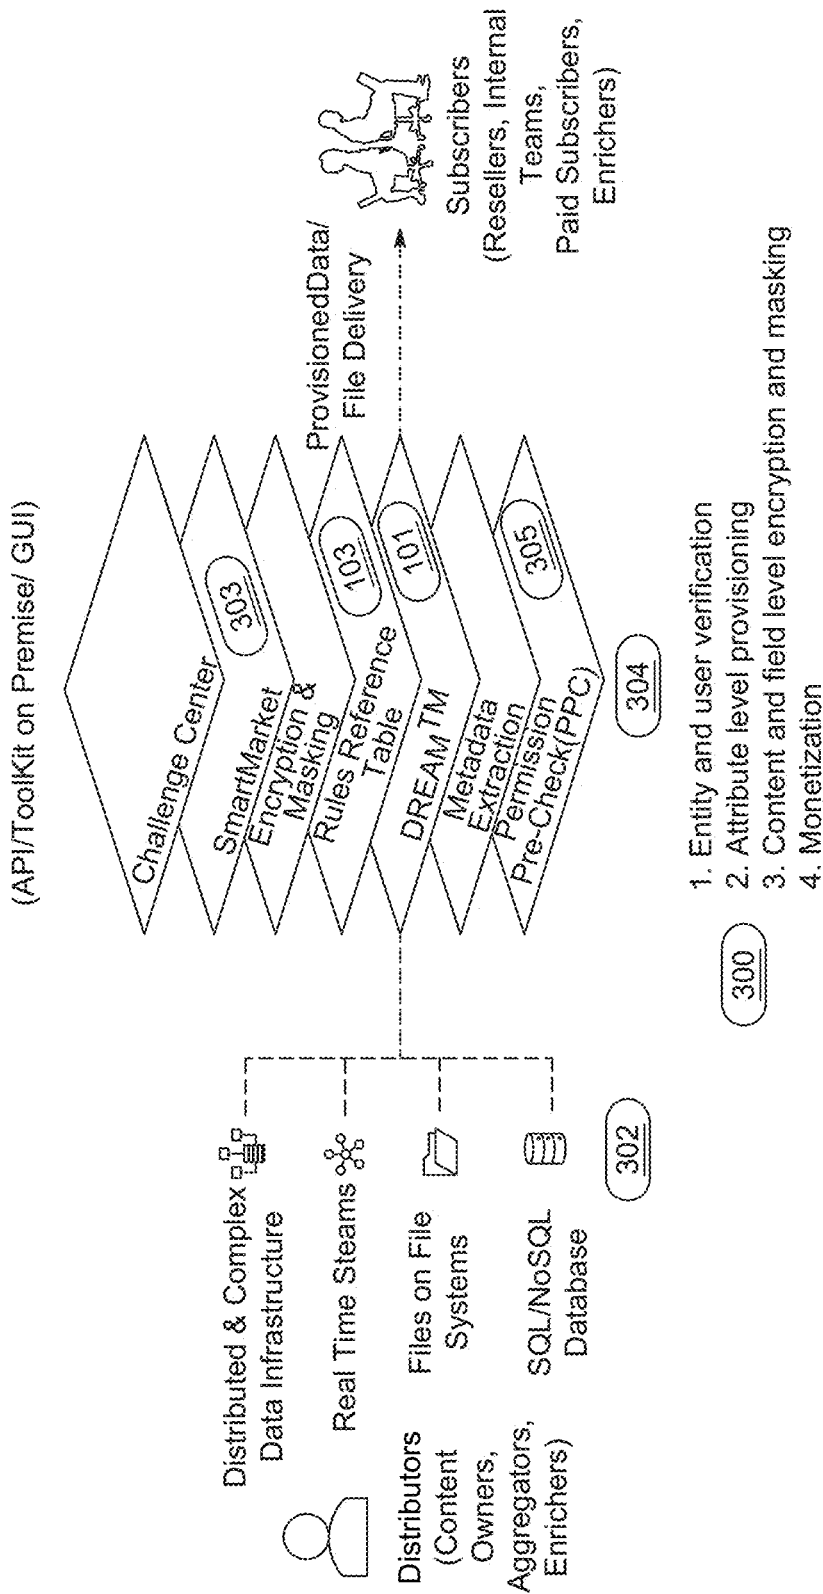 (API/ToolKit on Premise/ GUI)
Distributed & Complex
Data Infrastructure
Real Time Steams
Files on File
Systems
SQL/NoSQL
Database
302
Distributors
(Content
Owners,
Aggregators,
Enrichers)
Challenge Center
SmartMarket
303
Encryption &
Masking
Rules Reference
Table
103
DREAM™
101
Metadata
Extraction
Permission
Pre-Check(PPC)
305
304
ProvisionedData/
File Delivery
Subscribers
(Resellers, Internal
Teams,
Paid Subscribers,
Enrichers)
300
1. Entity and user verification
2. Attribute level provisioning
3. Content and field level encryption and masking
4. Monetization